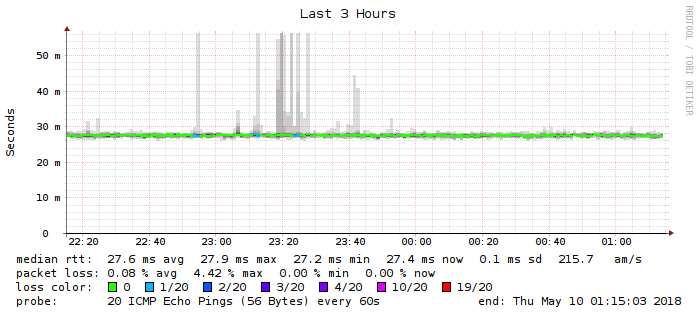 Last 3 Hours
RRDTOOL / TOBI OETIKER
Seconds
50 m
40 m
30 m
20 m
10 m
0
22:20 22:40 23:00 23:20 23:40 00:00 00:20 00:40 01:00
median rtt: 27.6 ms avg 27.9 ms max 27.2 ms min 27.4 ms now 0.1 ms sd 215.7 am/s
packet loss: 0.08 % avg 4.42 % max 0.00 % min 0.00 % now
loss color: 0 1/20 2/20 3/20 4/20 10/20 19/20
probe: 20 ICMP Echo Pings (56 Bytes) every 60s end: Thu May 10 01:15:03 2018